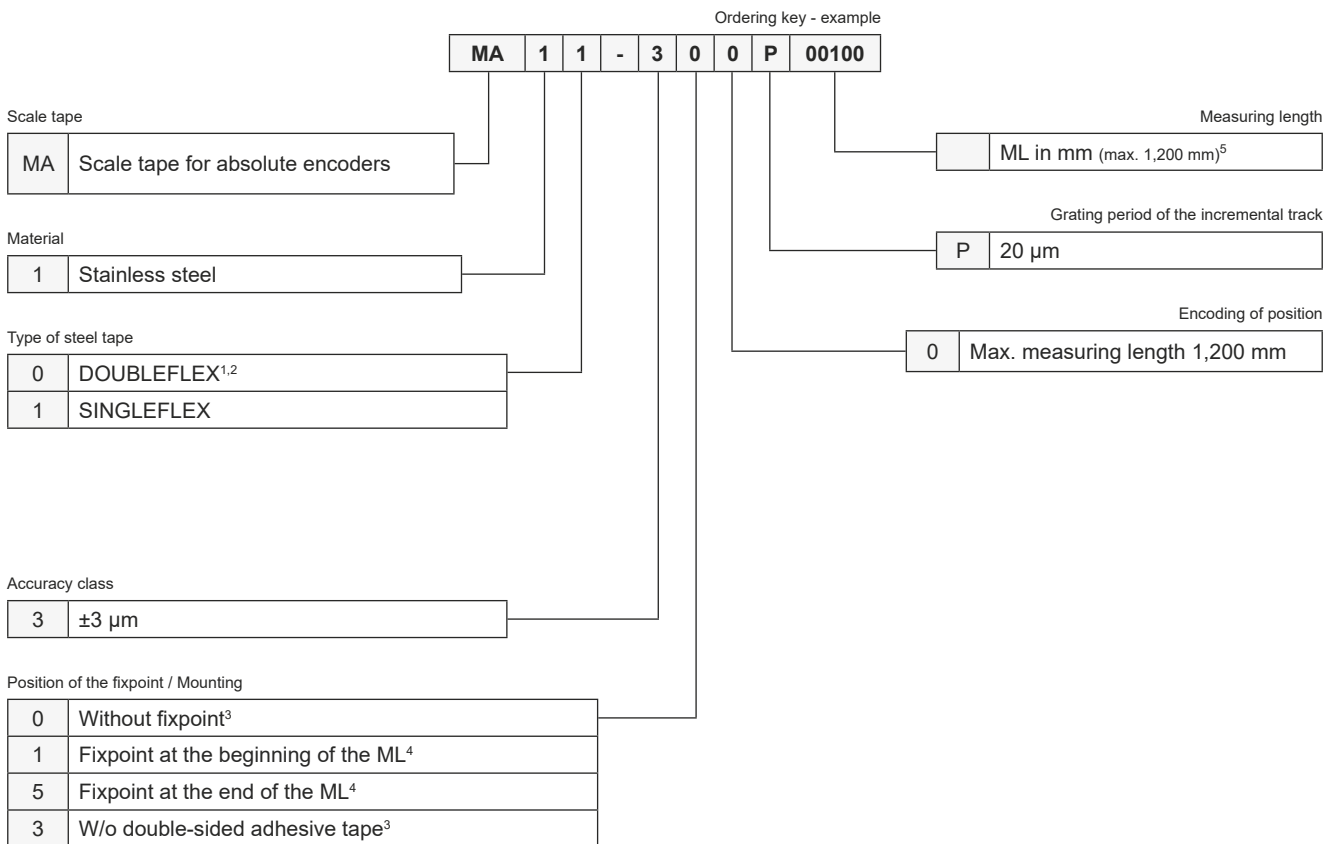 Ordering key - example
MA 1 1 - 3 0 0 P 00100
Scale tape
MA Scale tape for absolute encoders
Measuring length
ML in mm (max. 1,200 mm)⁵
Grating period of the incremental track
P 20 µm
Material
1 Stainless steel
Encoding of position
0 Max. measuring length 1,200 mm
Type of steel tape
0 DOUBLEFLEX¹,²
1 SINGLEFLEX
Accuracy class
3 ±3 µm
Position of the fixpoint / Mounting
0 Without fixpoint³
1 Fixpoint at the beginning of the ML⁴
5 Fixpoint at the end of the ML⁴
3 W/o double-sided adhesive tape³